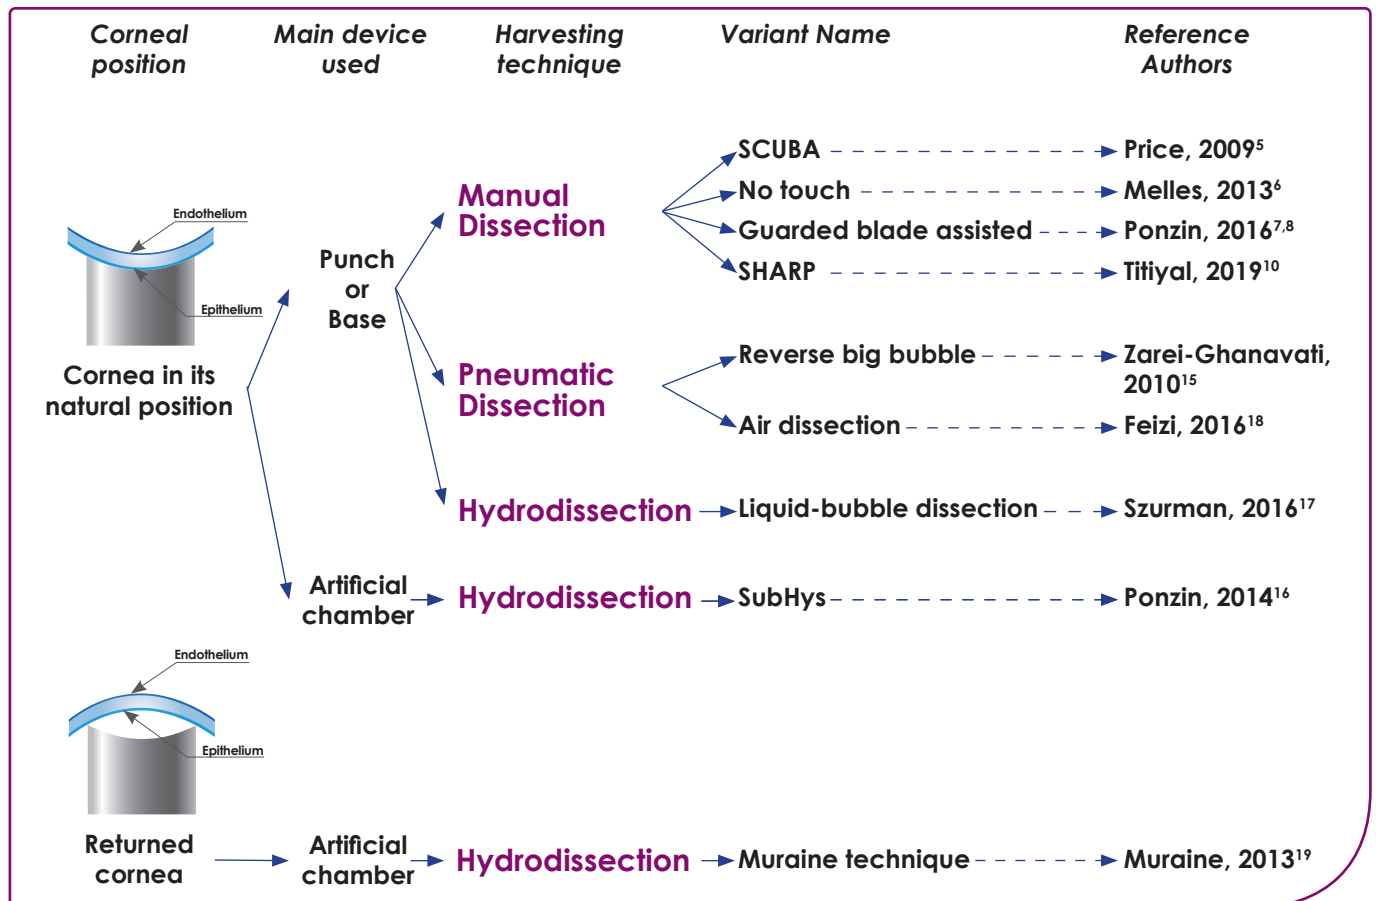 Corneal position
Main device used
Harvesting technique
Variant Name
Reference Authors
SCUBA
Price, 2009⁵
No touch
Melles, 2013⁶
Manual
Dissection
Guarded blade assisted
Ponzin, 2016⁷,⁸
SHARP
Titiyal, 2019¹⁰
Endothelium
Epithelium
Cornea in its
natural position
Punch
or
Base
Pneumatic
Dissection
Reverse big bubble
Zarei-Ghanavati,
2010¹⁵
Air dissection
Feizi, 2016¹⁸
Hydrodissection
Liquid-bubble dissection
Szurman, 2016¹⁷
Artificial
chamber
Hydrodissection
SubHys
Ponzin, 2014¹⁶
Endothelium
Epithelium
Returned
cornea
Artificial
chamber
Hydrodissection
Muraine technique
Muraine, 2013¹⁹